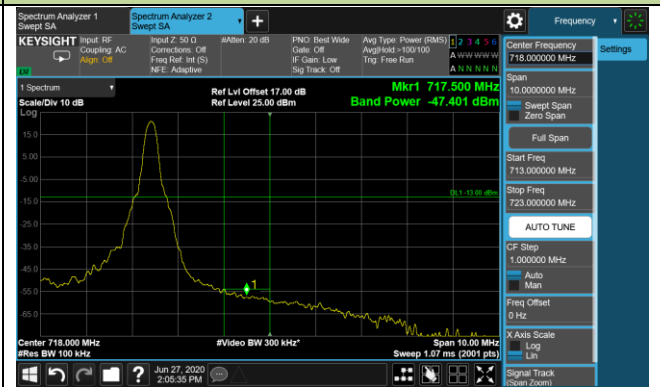 Spectrum Analyzer 1
Swept SA
Spectrum Analyzer 2
Swept SA
Frequency
KEYSIGHT
Input: RF
Coupling: AC
Align: Off
Input Z: 50 Ω
Corrections: Off
Freq Ref: Int (S)
NFE: Adaptive
#Atten: 20 dB
PNO: Best Wide
Gate: Off
IF Gain: Low
Sig Track: Off
Avg Type: Power (RMS)
Avg|Hold:>100/100
Trig: Free Run
1 2 3 4 5 6
A W W W W W
A N N N N N
1 Spectrum
Scale/Div 10 dB
Log
Ref Lvl Offset 17.00 dB
Ref Level 25.00 dBm
Mkr1 717.500 MHz
Band Power -47.401 dBm
15.0
5.00
-5.00
-15.0
-25.0
-35.0
-45.0
-55.0
-65.0
DL1 -13.00 dBm
1
Center 718.000 MHz
#Res BW 100 kHz
#Video BW 300 kHz*
Span 10.00 MHz
Sweep 1.07 ms (2001 pts)
Center Frequency
718.000000 MHz
Settings
Span
10.0000000 MHz
Swept Span
Zero Span
Full Span
Start Freq
713.000000 MHz
Stop Freq
723.000000 MHz
AUTO TUNE
CF Step
1.000000 MHz
Auto
Man
Freq Offset
0 Hz
X Axis Scale
Log
Lin
Signal Track
(Span Zoom)
?
Jun 27, 2020
2:05:35 PM